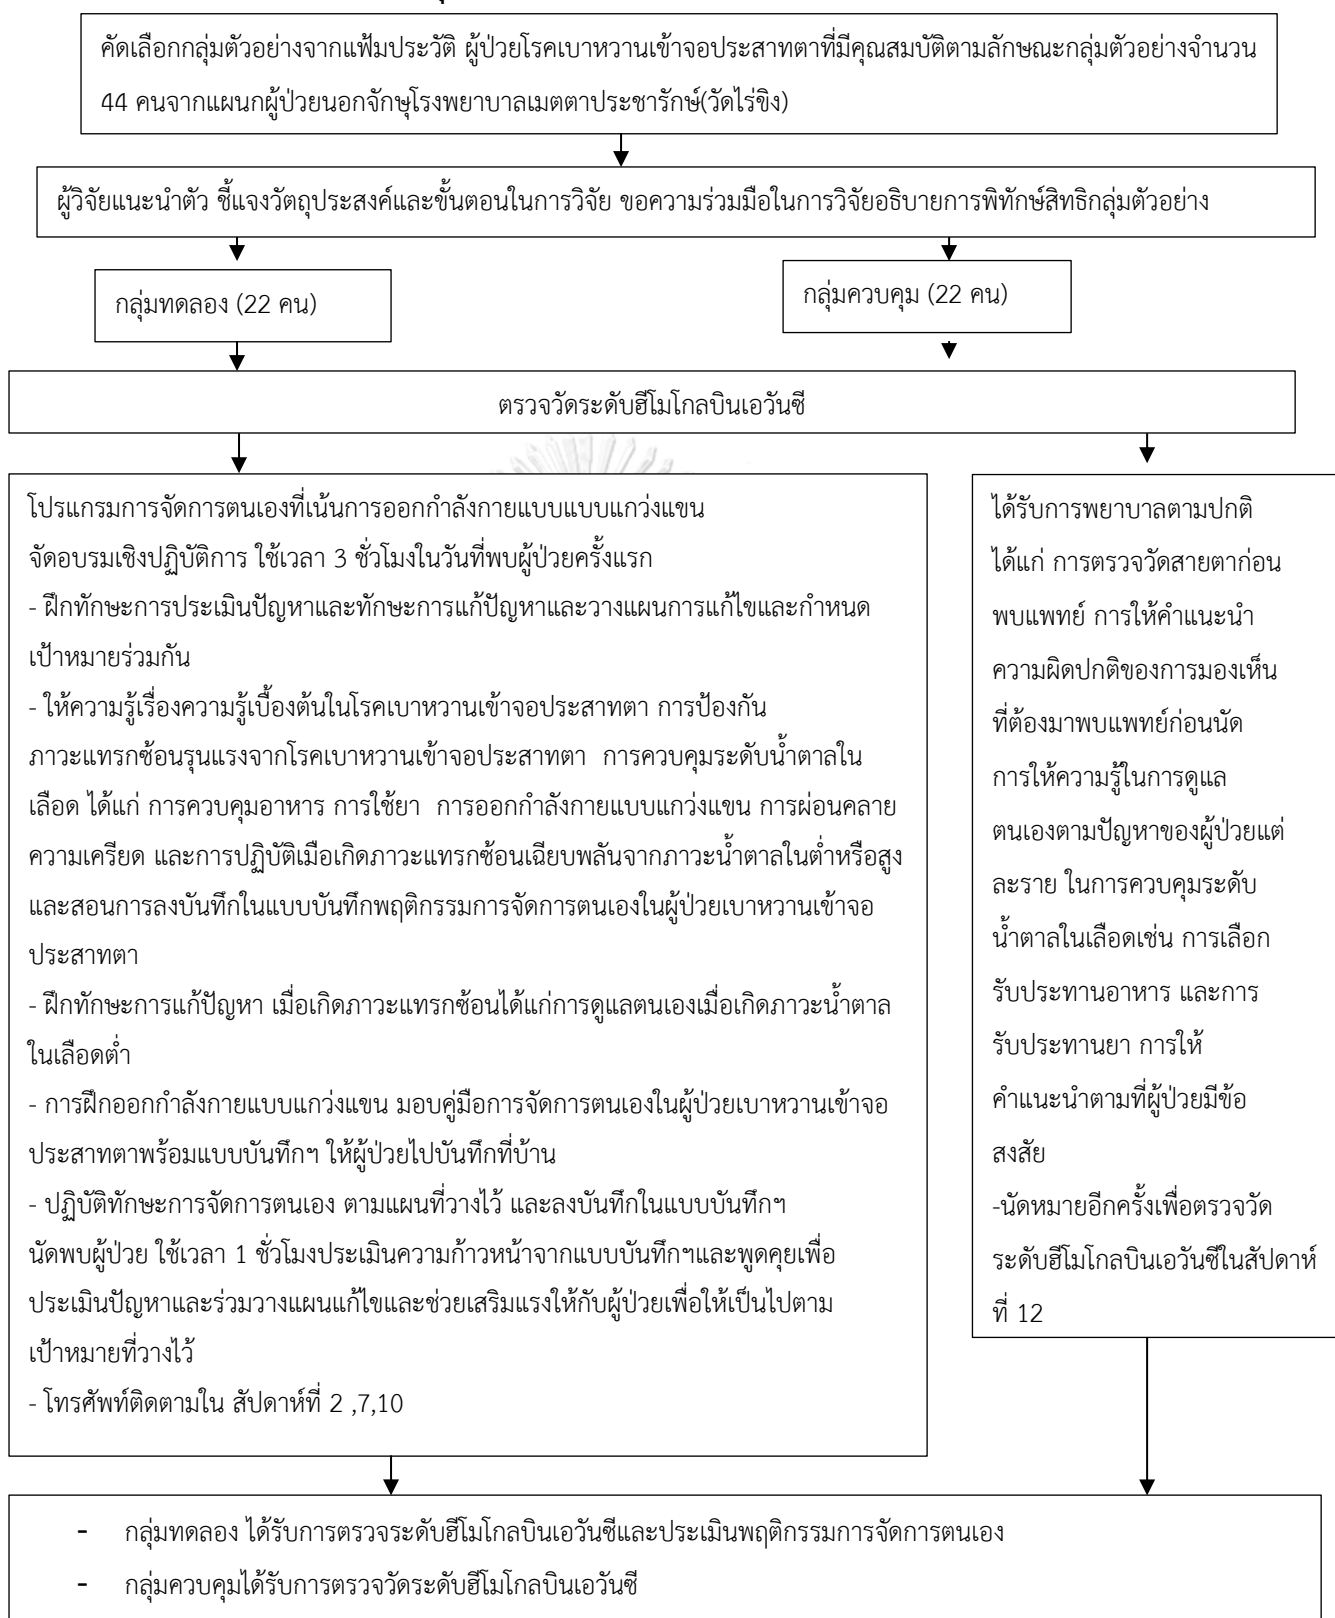 คัดเลือกกลุ่มตัวอย่างจากแฟ้มประวัติ ผู้ป่วยโรคเบาหวานเข้าจอประสาทตาที่มีคุณสมบัติตามลักษณะกลุ่มตัวอย่างจำนวน
44 คนจากแผนกผู้ป่วยนอกจักษุโรงพยาบาลเมตตาประชารักษ์(วัดไร่ขิง)
ผู้วิจัยแนะนำตัว ชี้แจงวัตถุประสงค์และขั้นตอนในการวิจัย ขอความร่วมมือในการวิจัยอธิบายการพิทักษ์สิทธิกลุ่มตัวอย่าง
กลุ่มทดลอง (22 คน)
กลุ่มควบคุม (22 คน)
ตรวจวัดระดับฮีโมโกลบินเอวันซี
โปรแกรมการจัดการตนเองที่เน้นการออกกำลังกายแบบแบบแกว่งแขน
จัดอบรมเชิงปฏิบัติการ ใช้เวลา 3 ชั่วโมงในวันที่พบผู้ป่วยครั้งแรก
- ฝึกทักษะการประเมินปัญหาและทักษะการแก้ปัญหาและวางแผนการแก้ไขและกำหนด
เป้าหมายร่วมกัน
- ให้ความรู้เรื่องความรู้เบื้องต้นในโรคเบาหวานเข้าจอประสาทตา การป้องกัน
ภาวะแทรกซ้อนรุนแรงจากโรคเบาหวานเข้าจอประสาทตา การควบคุมระดับน้ำตาลใน
เลือด ได้แก่ การควบคุมอาหาร การใช้ยา การออกกำลังกายแบบแกว่งแขน การผ่อนคลาย
ความเครียด และการปฏิบัติเมื่อเกิดภาวะแทรกซ้อนเฉียบพลันจากภาวะน้ำตาลในต่ำหรือสูง
และสอนการลงบันทึกในแบบบันทึกพฤติกรรมการจัดการตนเองในผู้ป่วยเบาหวานเข้าจอ
ประสาทตา
- ฝึกทักษะการแก้ปัญหา เมื่อเกิดภาวะแทรกซ้อนได้แก่การดูแลตนเองเมื่อเกิดภาวะน้ำตาล
ในเลือดต่ำ
- การฝึกออกกำลังกายแบบแกว่งแขน มอบคู่มือการจัดการตนเองในผู้ป่วยเบาหวานเข้าจอ
ประสาทตาพร้อมแบบบันทึกฯ ให้ผู้ป่วยไปบันทึกที่บ้าน
- ปฏิบัติทักษะการจัดการตนเอง ตามแผนที่วางไว้ และลงบันทึกในแบบบันทึกฯ
นัดพบผู้ป่วย ใช้เวลา 1 ชั่วโมงประเมินความก้าวหน้าจากแบบบันทึกฯและพูดคุยเพื่อ
ประเมินปัญหาและร่วมวางแผนแก้ไขและช่วยเสริมแรงให้กับผู้ป่วยเพื่อให้เป็นไปตาม
เป้าหมายที่วางไว้
- โทรศัพท์ติดตามใน สัปดาห์ที่ 2 ,7,10
ได้รับการพยาบาลตามปกติ
ได้แก่ การตรวจวัดสายตาก่อน
พบแพทย์ การให้คำแนะนำ
ความผิดปกติของการมองเห็น
ที่ต้องมาพบแพทย์ก่อนนัด
การให้ความรู้ในการดูแล
ตนเองตามปัญหาของผู้ป่วยแต่
ละราย ในการควบคุมระดับ
น้ำตาลในเลือดเช่น การเลือก
รับประทานอาหาร และการ
รับประทานยา การให้
คำแนะนำตามที่ผู้ป่วยมีข้อ
สงสัย
-นัดหมายอีกครั้งเพื่อตรวจวัด
ระดับฮีโมโกลบินเอวันซีในสัปดาห์
ที่ 12
- กลุ่มทดลอง ได้รับการตรวจระดับฮีโมโกลบินเอวันซีและประเมินพฤติกรรมการจัดการตนเอง
- กลุ่มควบคุมได้รับการตรวจวัดระดับฮีโมโกลบินเอวันซี